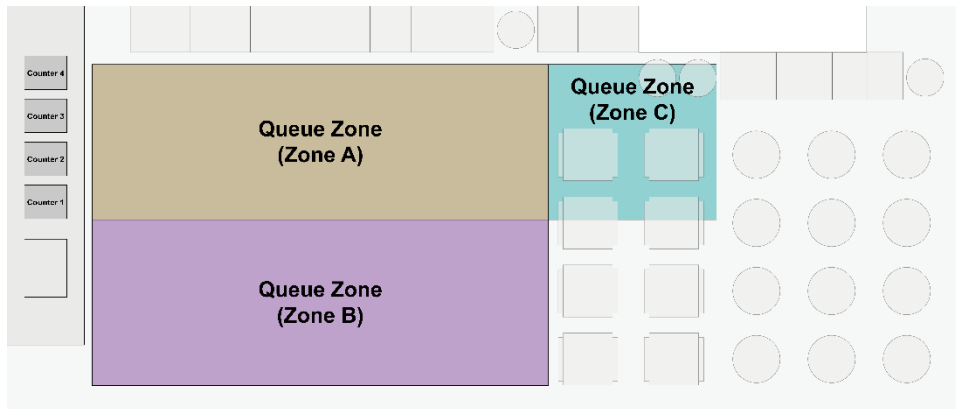 Counter 4
Counter 3
Counter 2
Counter 1
Queue Zone
(Zone A)
Queue Zone
(Zone B)
Queue Zone
(Zone C)